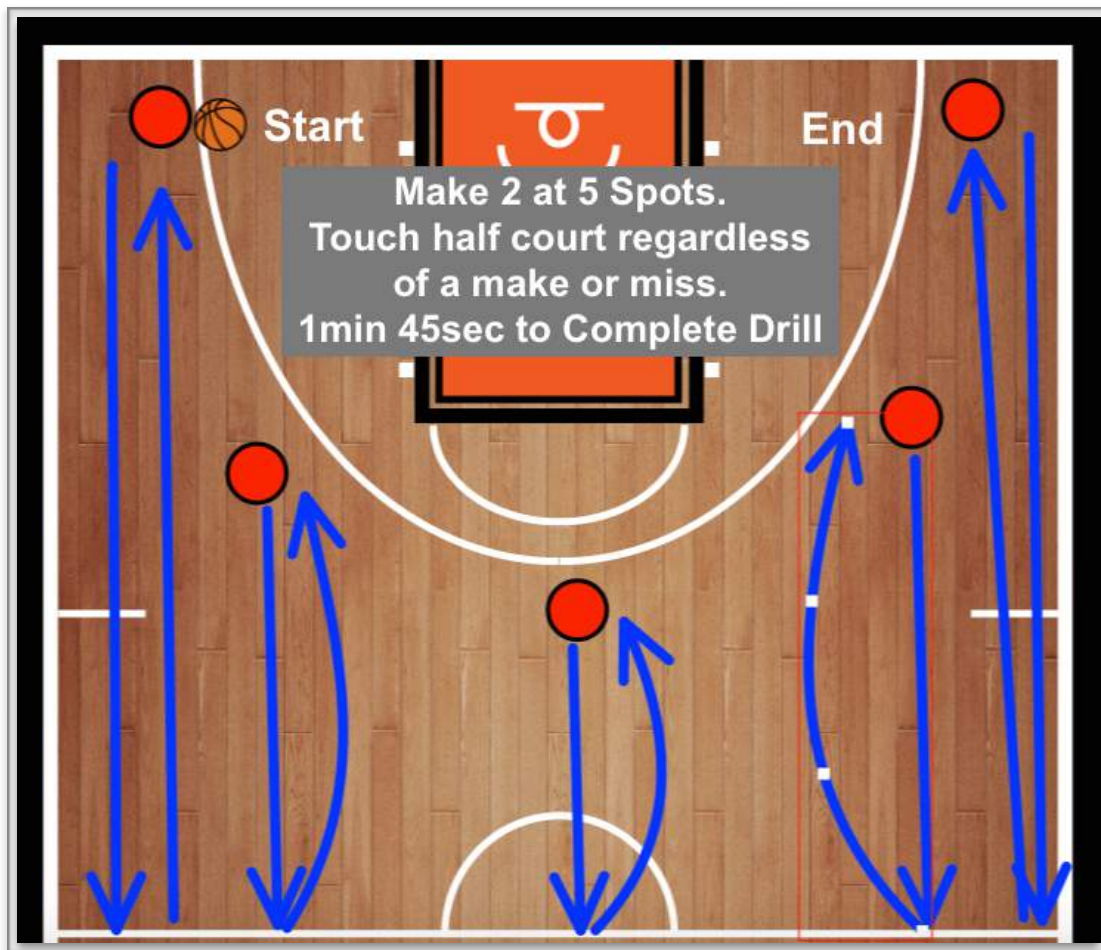 Start
End
Make 2 at 5 Spots.
Touch half court regardless
of a make or miss.
1min 45sec to Complete Drill